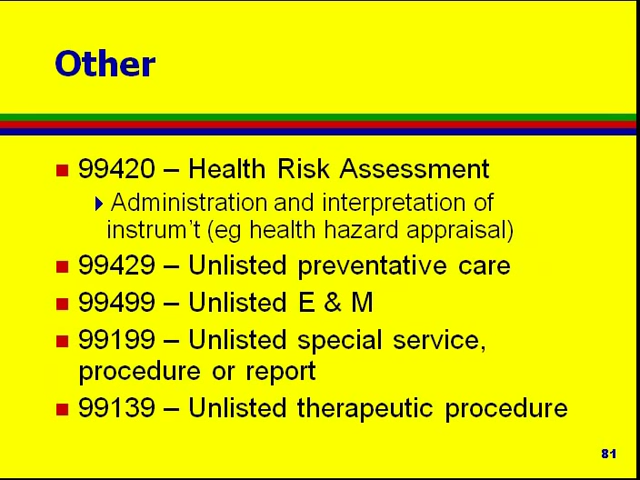 Other
99420 – Health Risk Assessment
Administration and interpretation of
instrum't (eg health hazard appraisal)
99429 – Unlisted preventative care
99499 – Unlisted E & M
99199 – Unlisted special service,
procedure or report
99139 – Unlisted therapeutic procedure
81